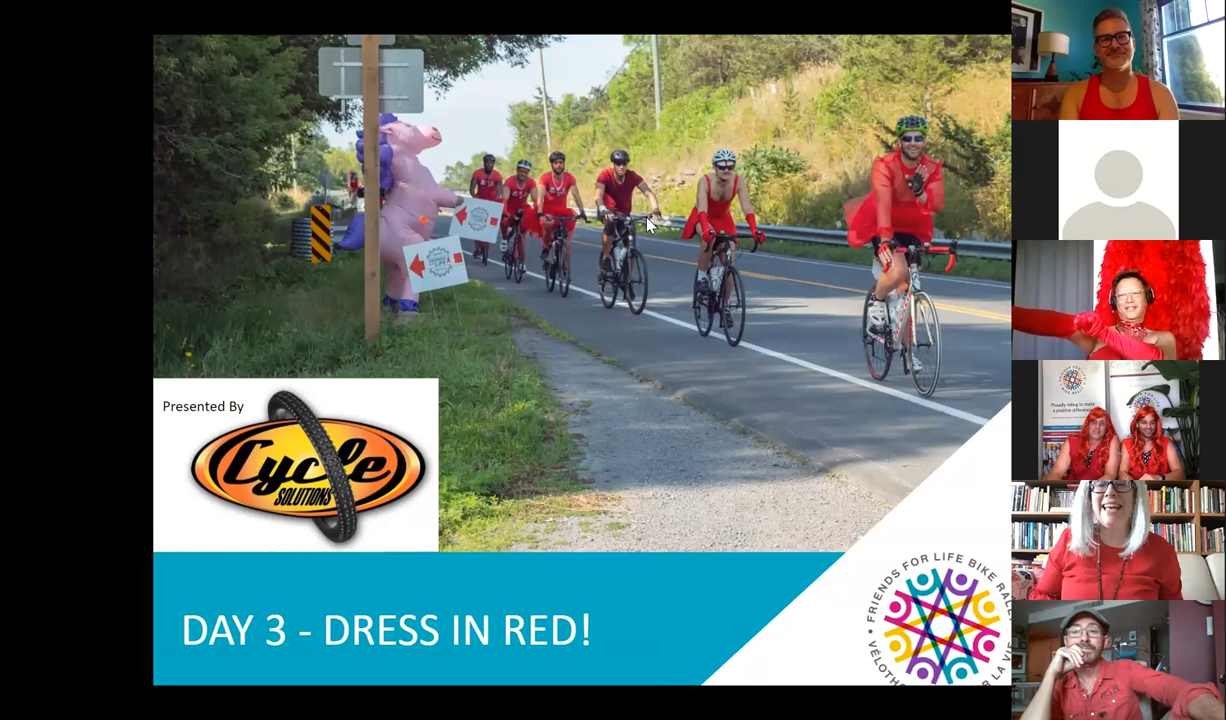 Presented By
Cycle
SOLUTIONS
DAY 3 - DRESS IN RED!
• FRIENDS FOR LIFE BIKE
Proudly riding to make
a positive difference